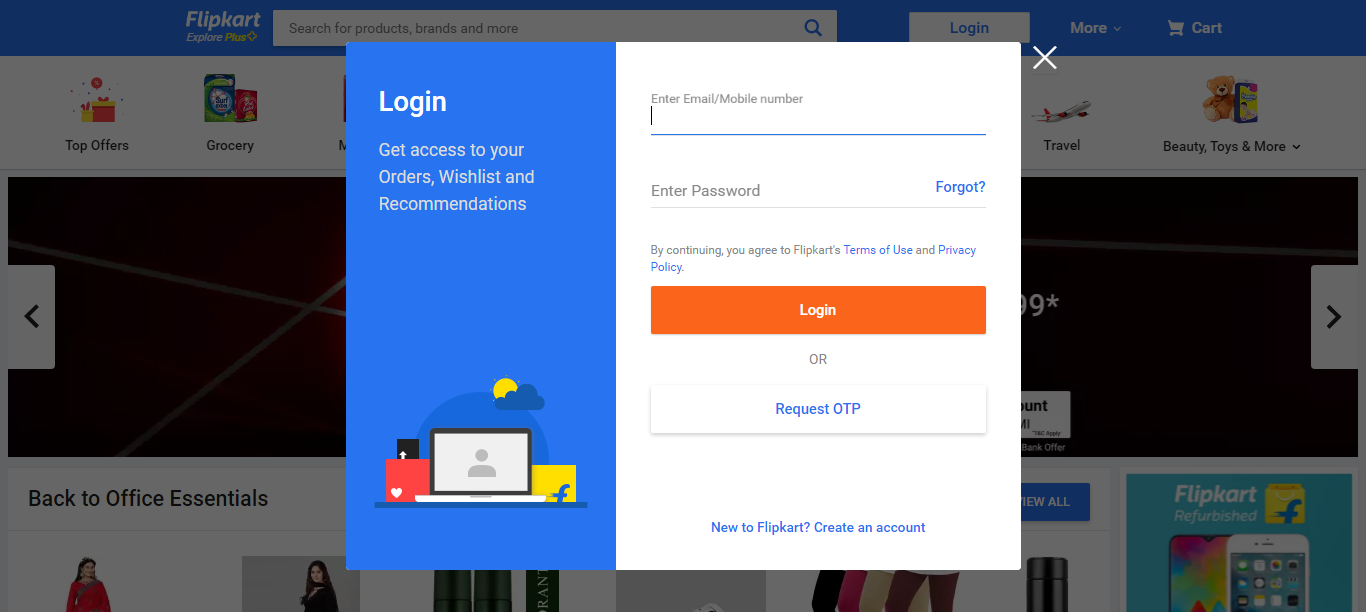 Flipkart
Explore Plus
Search for products, brands and more
Login
More
Cart
Top Offers
Grocery
M
Travel
Beauty, Toys & More
Login
Get access to your
Orders, Wishlist and
Recommendations
Enter Email/Mobile number
Enter Password
Forgot?
By continuing, you agree to Flipkart's Terms of Use and Privacy
Policy.
Login
OR
Request OTP
New to Flipkart? Create an account
99*
ount
MI
*T&C Apply
Bank Offer
Back to Office Essentials
VIEW ALL
Flipkart
Refurbished
RANT